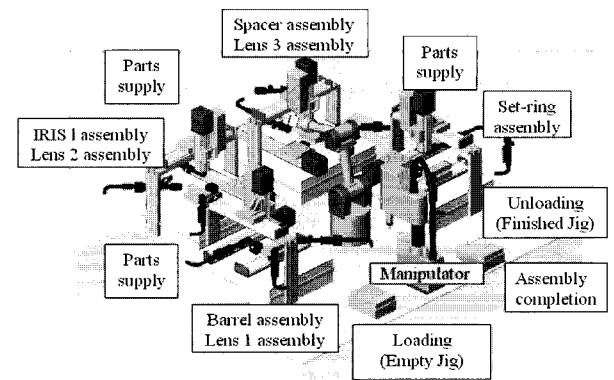 Spacer assembly
Lens 3 assembly
Parts
supply
Parts
supply
Set-ring
assembly
IRIS 1 assembly
Lens 2 assembly
Unloading
(Finished Jig)
Parts
supply
Manipulator
Assembly
completion
Barrel assembly
Lens 1 assembly
Loading
(Empty Jig)